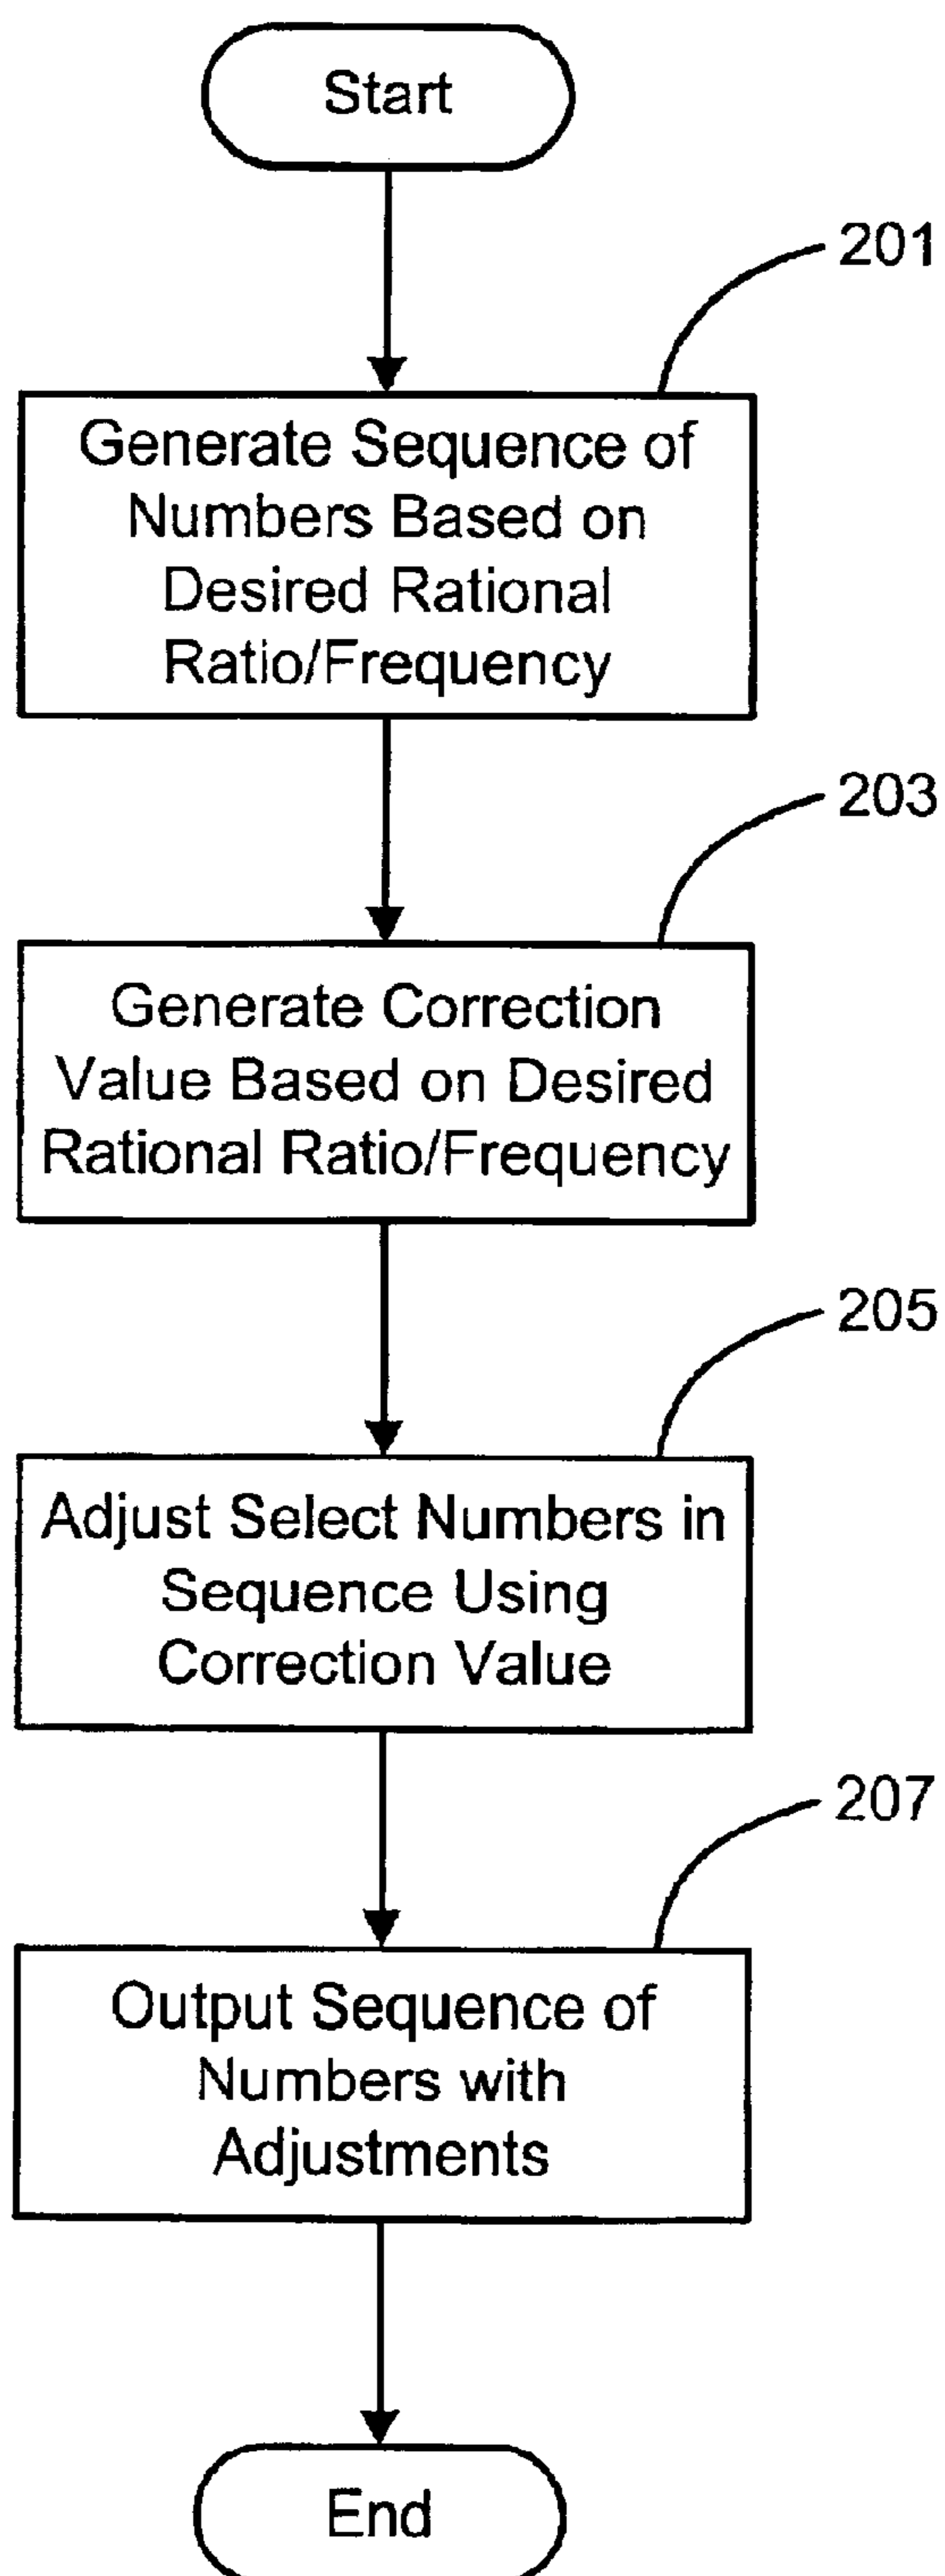 Start
201
Generate Sequence of
Numbers Based on
Desired Rational
Ratio/Frequency
203
Generate Correction
Value Based on Desired
Rational Ratio/Frequency
205
Adjust Select Numbers in
Sequence Using
Correction Value
207
Output Sequence of
Numbers with
Adjustments
End